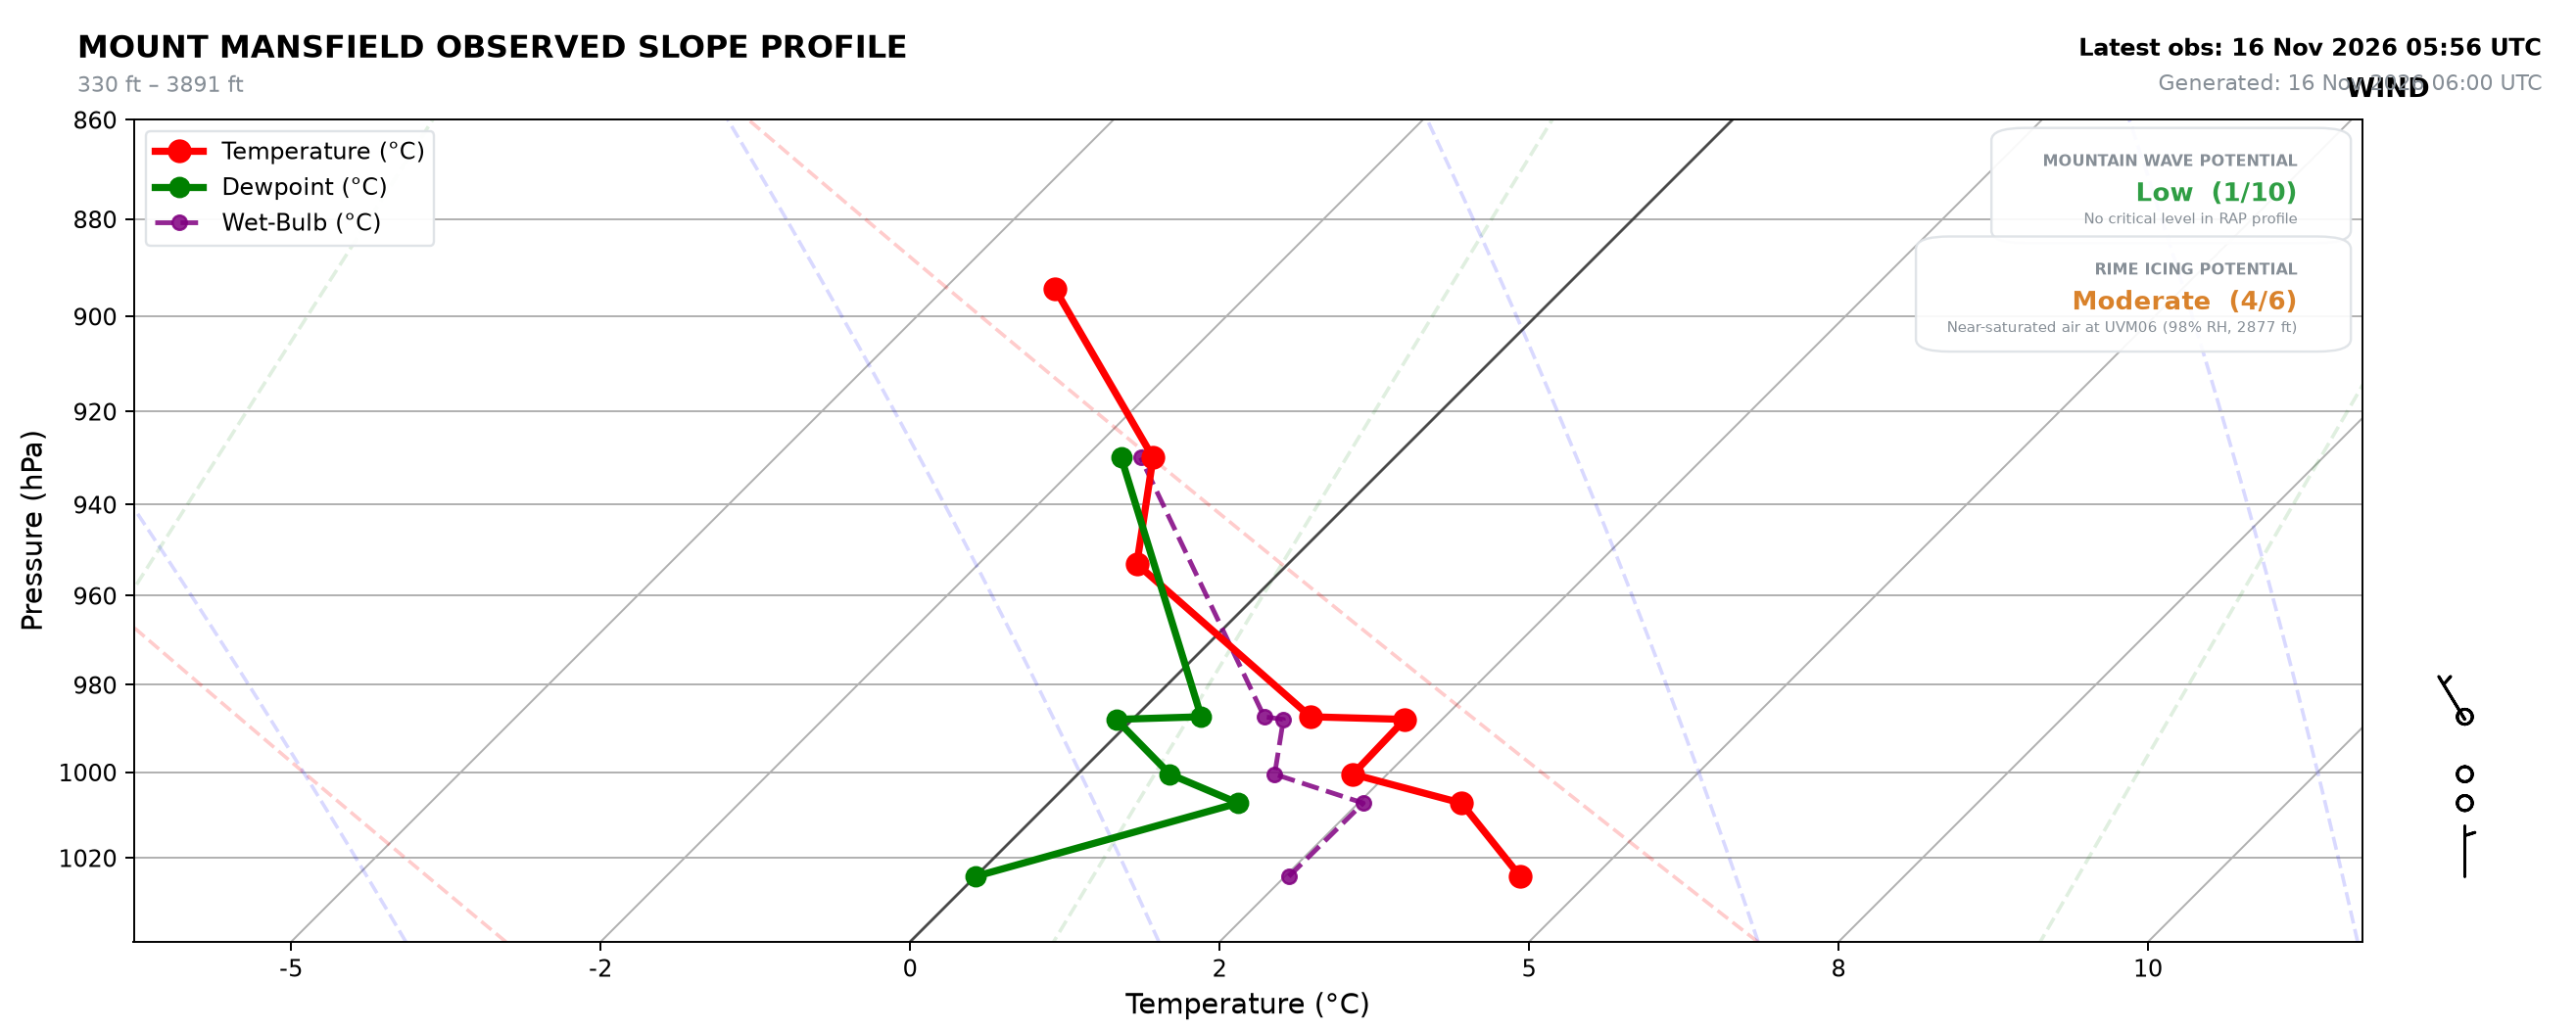 MOUNT MANSFIELD OBSERVED SLOPE PROFILE
330 ft – 3891 ft
Latest obs: 16 Nov 2026 05:56 UTC
Generated: 16 Nov 2026 06:00 UTC
WIND
Temperature (°C)
Dewpoint (°C)
Wet-Bulb (°C)
MOUNTAIN WAVE POTENTIAL
Low (1/10)
No critical level in RAP profile
RIME ICING POTENTIAL
Moderate (4/6)
Near-saturated air at UVM06 (98% RH, 2877 ft)
Pressure (hPa)
860
880
900
920
940
960
980
1000
1020
-5
-2
0
2
5
8
10
Temperature (°C)